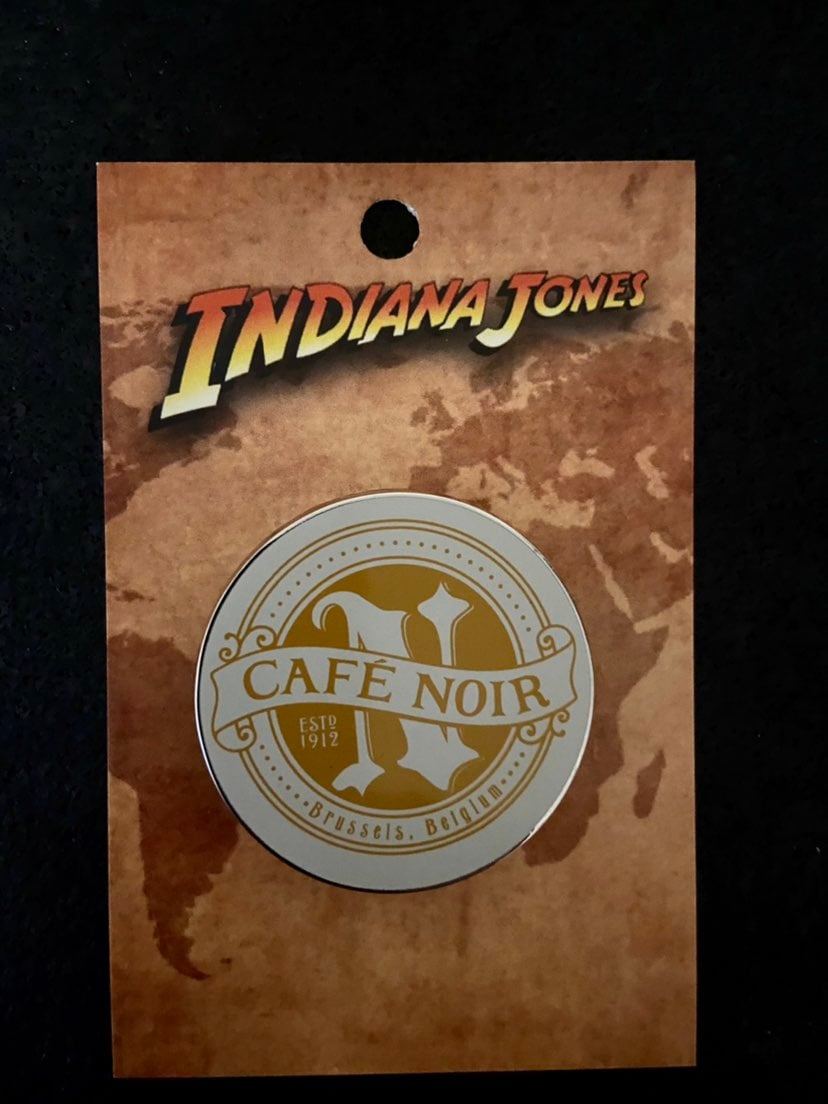 INDIANA JONES
N
CAFÉ NOIR
ESTD
1912
Brussels, Belgium